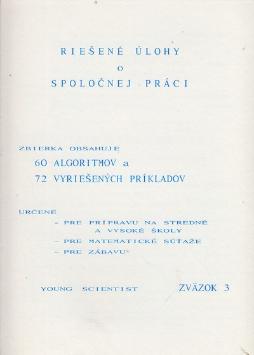 RIEŠENÉ ÚLOHY
o
SPOLOČNEJ PRÁCI
ZBIERKA OBSAHUJE
60 ALGORITMOV a
72 VYRIEŠENÝCH PRÍKLADOV
URČENÉ
- PRE PRÍPRAVU NA STREDNÉ
A VYSOKÉ ŠKOLY
- PRE MATEMATICKÉ SÚŤAŽE
- PRE ZÁBAVU
YOUNG SCIENTIST ZVÄZOK 3